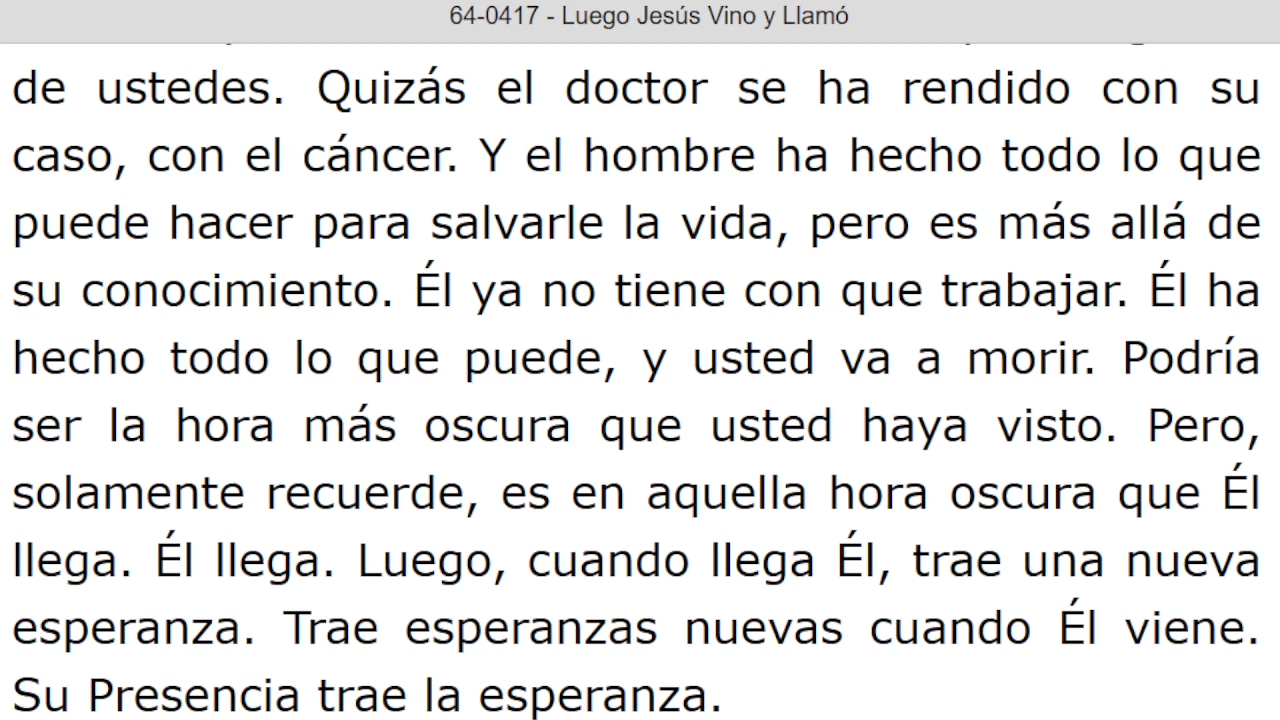 64-0417 - Luego Jesús Vino y Llamó
de ustedes. Quizás el doctor se ha rendido con su
caso, con el cáncer. Y el hombre ha hecho todo lo que
puede hacer para salvarle la vida, pero es más allá de
su conocimiento. Él ya no tiene con que trabajar. Él ha
hecho todo lo que puede, y usted va a morir. Podría
ser la hora más oscura que usted haya visto. Pero,
solamente recuerde, es en aquella hora oscura que Él
llega. Él llega. Luego, cuando llega Él, trae una nueva
esperanza. Trae esperanzas nuevas cuando Él viene.
Su Presencia trae la esperanza.